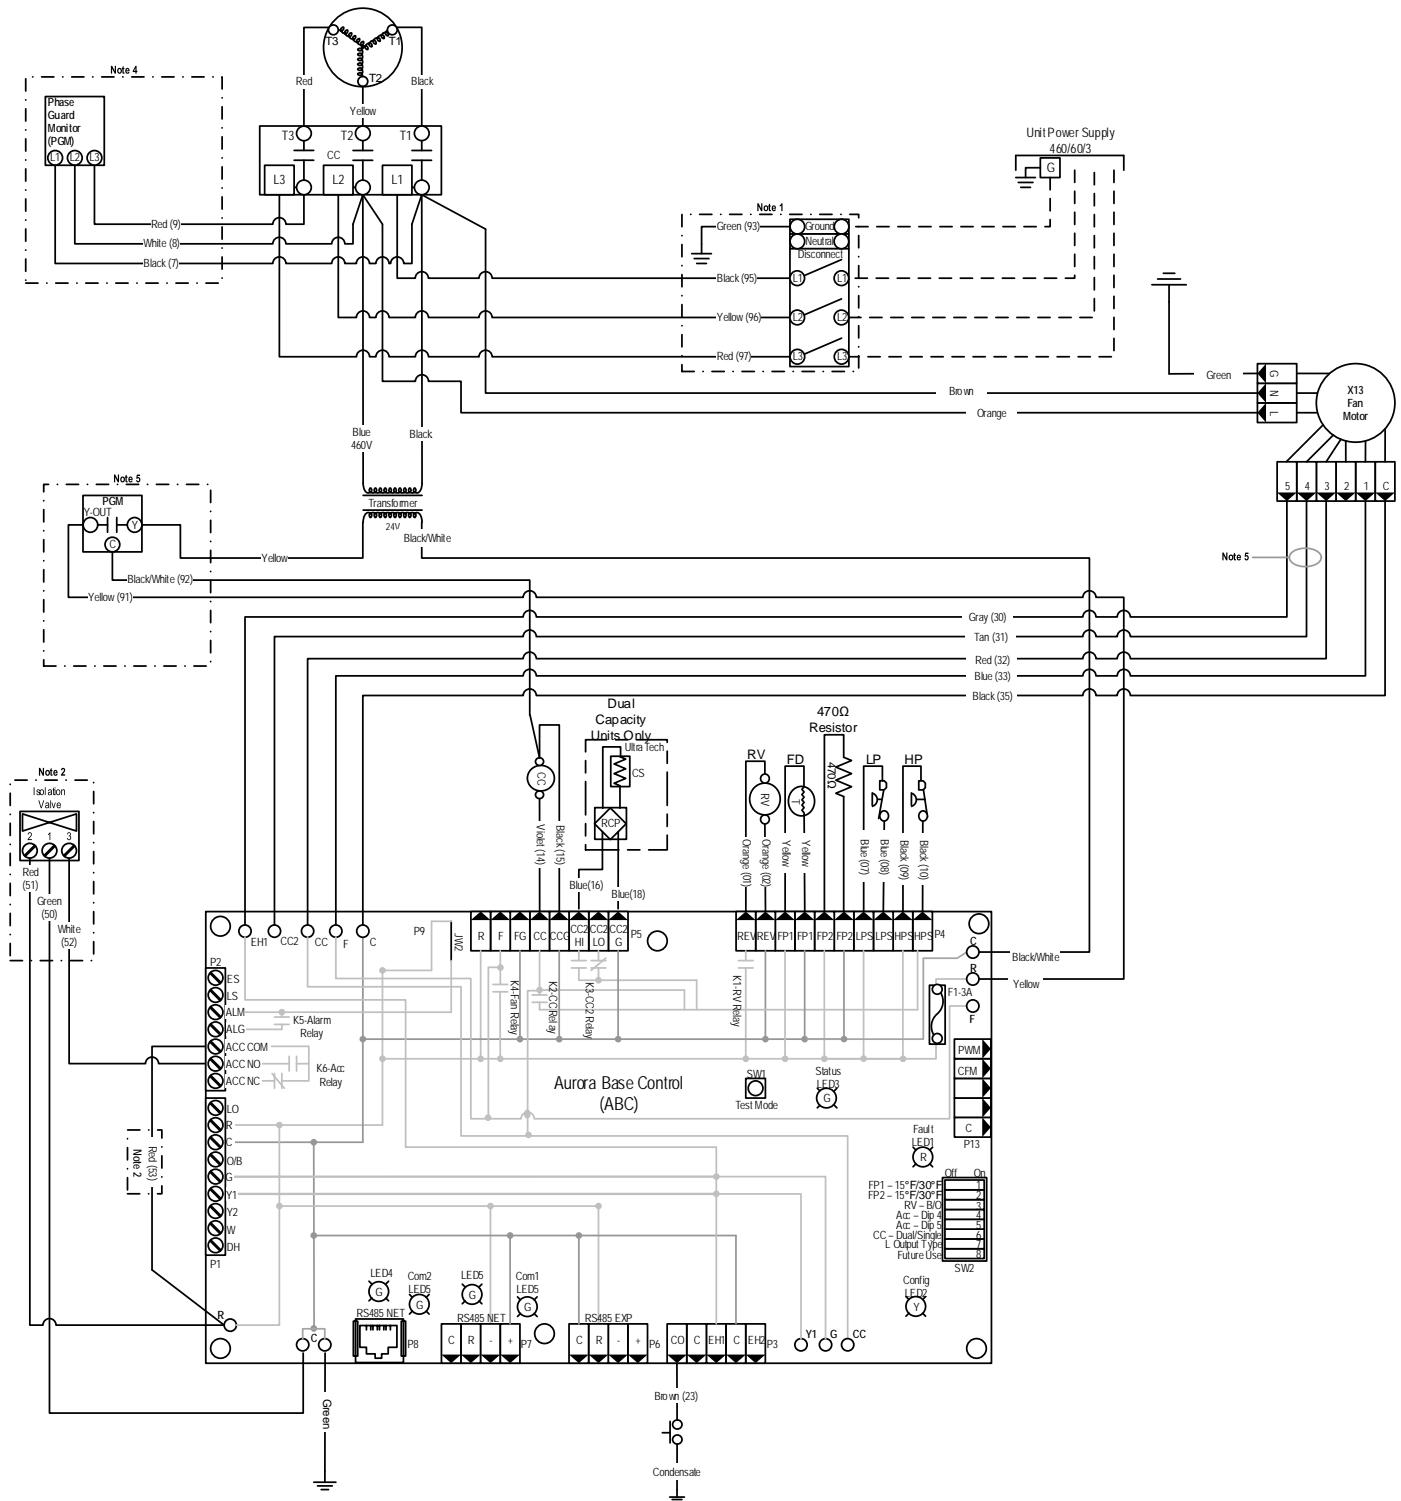 T3
T1
T2
Red
Black
Yellow
Note 4
Phase
Guard
Monitor
(PGM)
L1 L2 L3
T3 T2 T1
CC
L3 L2 L1
Red (9)
White (8)
Black (7)
Unit Power Supply
460/60/3
G
Note 1
Green (93)
Ground
Neutral
Disconnect
Black (95)
L1 L1
Yellow (96)
L2 L2
Red (97)
L3 L3
Green
Brown
Orange
G
N
L
X13
Fan
Motor
5 4 3 2 1 C
Note 5
Blue
460V
Black
Transformer
24V
Black/White
Note 5
PGM
Y-OUT
Y
C
Yellow
Black/White (92)
Yellow (91)
Gray (30)
Tan (31)
Red (32)
Blue (33)
Black (35)
Dual
Capacity
Units Only
Ultra Tech
CS
RCP
CC
Violet (14)
Black (15)
Blue(16)
Blue(18)
470Ω
Resistor
470Ω
RV
RV
FD
T
LP
HP
Orange (01)
Orange (02)
Yellow
Yellow
Blue (07)
Blue (08)
Black (09)
Black (10)
Note 2
Isolation
Valve
2 1 3
Red
(51)
Green
(50)
White
(52)
EH1 CC2 CC F C
P9
JW2
R F FG CC CCG CC2 HI CC2 LO CC2 G
P5
REV REV FP1 FP1 FP2 FP2 LPS LPS HPS HPS
P4
C
Black/White
R
Yellow
F1-3A
F
P2
ES
LS
ALM
ALG
ACC COM
ACC NO
ACC NC
K5-Alarm
Relay
K6-Acc
Relay
K4-Fan Relay
K2-CC Relay
K3-CC2 Relay
K1-RV Relay
Aurora Base Control
(ABC)
SW1
Test Mode
Status
LED3
G
PWM
CFM
C
P13
LO
R
C
O/B
G
Y1
Y2
W
DH
P1
Red (53)
Note 2
Fault
LED1
R
Off On
FP1 – 15°F/30°F 1
FP2 – 15°F/30°F 2
RV – B/O 3
Acc – Dip 4 4
Acc – Dip 5 5
CC – Dual/Single 6
L Output Type 7
Future Use 8
SW2
Config
LED2
Y
R
C
LED4
G
Com2
LED5
G
LED5
G
Com1
LED5
G
RS485 NET
P8
RS485 NET
C R - +
P7
RS485 EXP
C R - +
P6
CO C EH1 C EH2
P3
Y1 G CC
Green
Brown (23)
Condensate